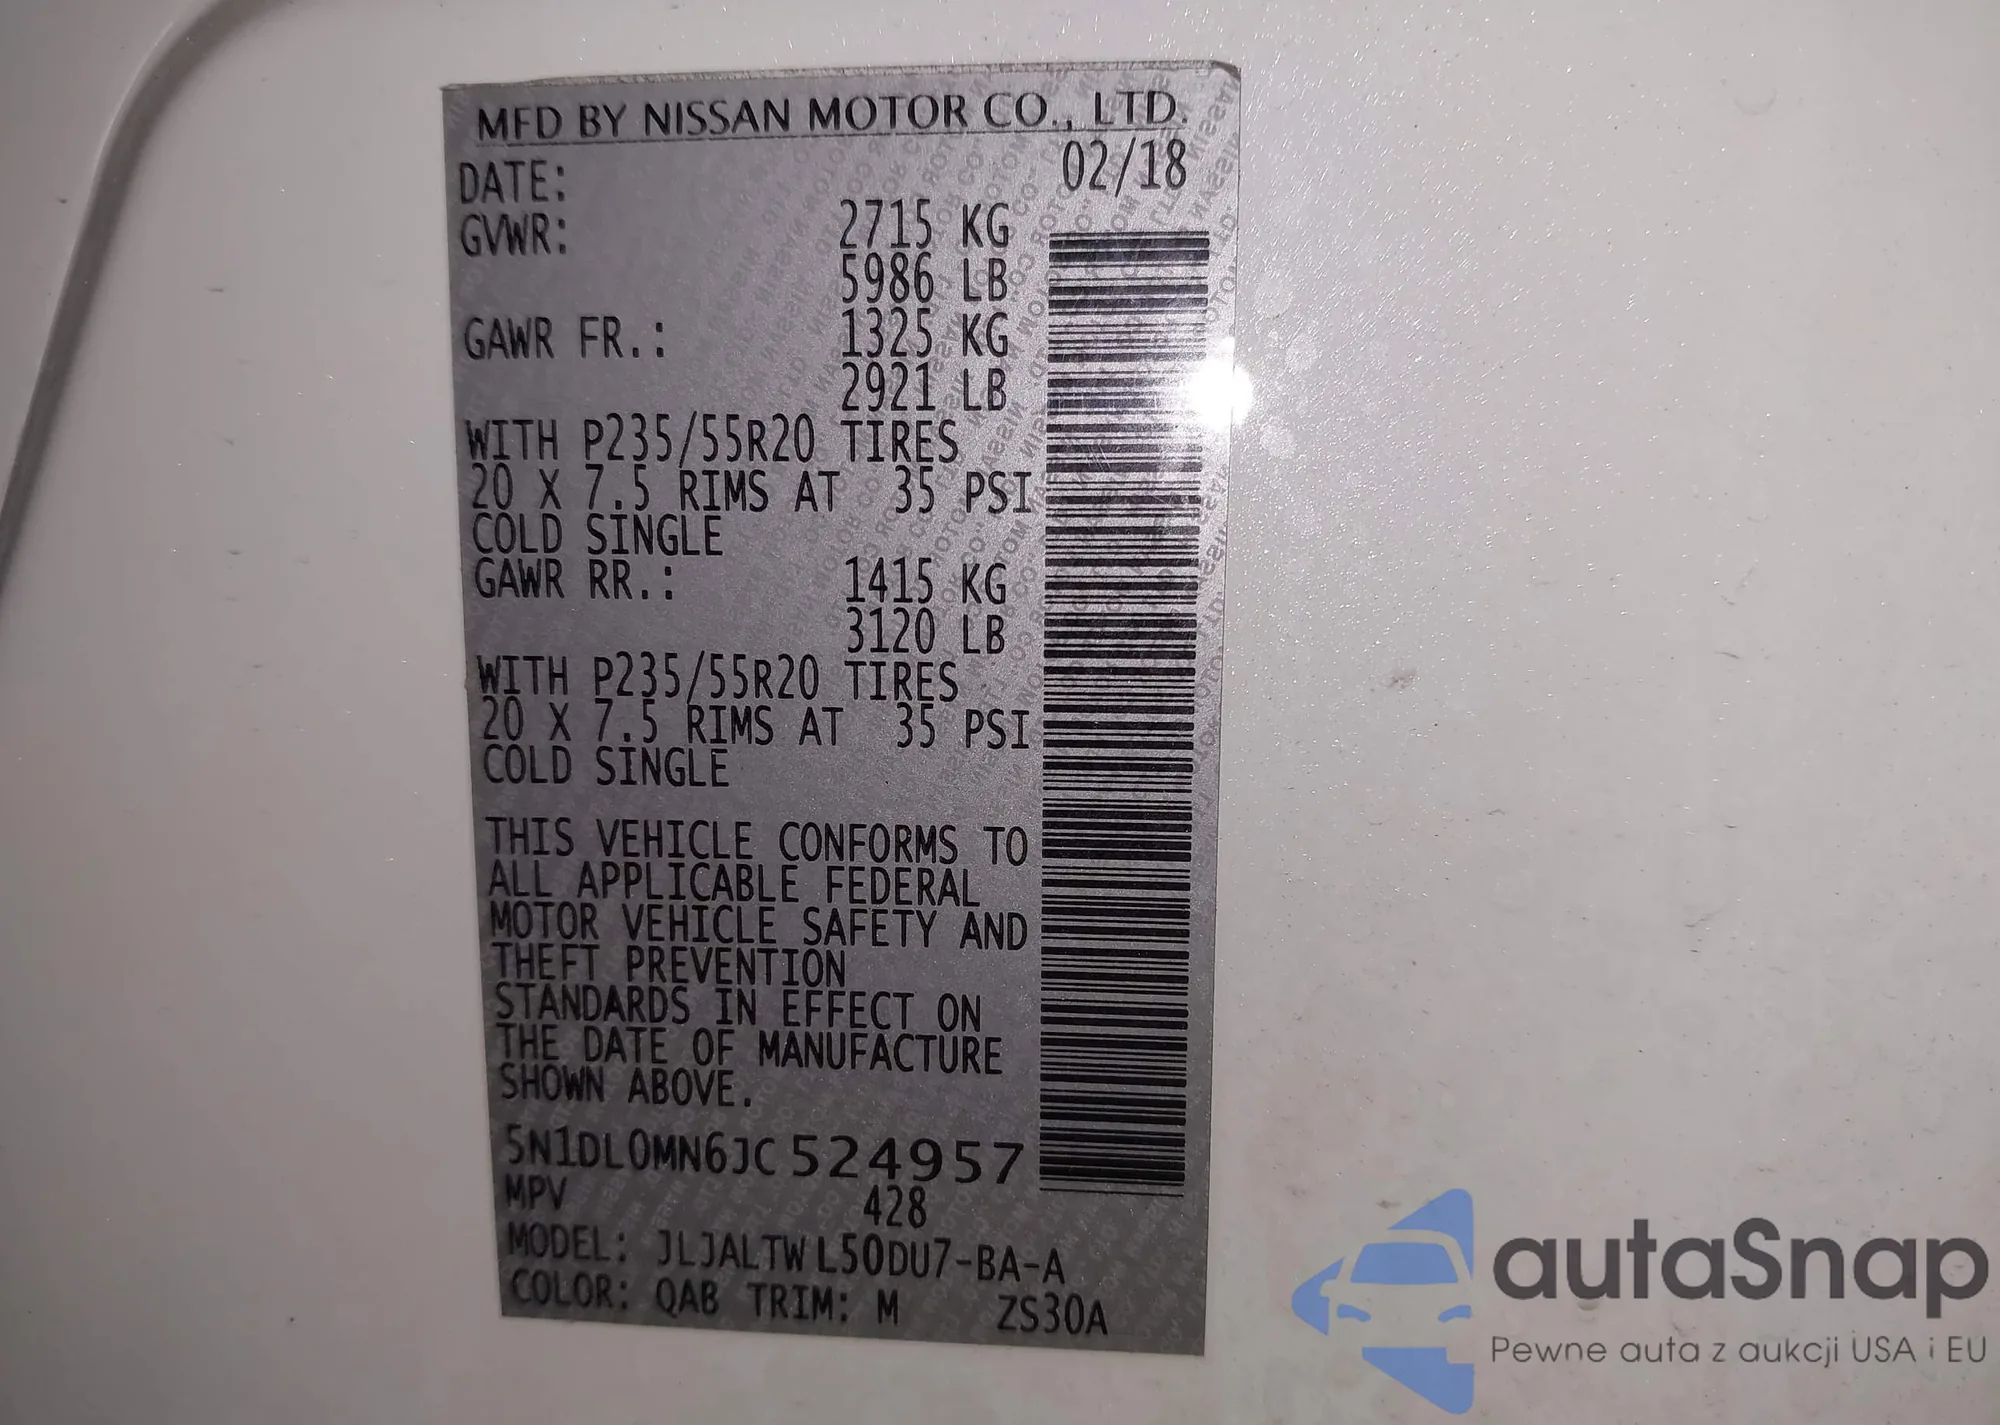 MFD BY NISSAN MOTOR CO., LTD.
DATE: 02/18
GVWR: 2715 KG
5986 LB
GAWR FR.: 1325 KG
2921 LB
WITH P235/55R20 TIRES
20 X 7.5 RIMS AT 35 PSI
COLD SINGLE
GAWR RR.: 1415 KG
3120 LB
WITH P235/55R20 TIRES
20 X 7.5 RIMS AT 35 PSI
COLD SINGLE
THIS VEHICLE CONFORMS TO
ALL APPLICABLE FEDERAL
MOTOR VEHICLE SAFETY AND
THEFT PREVENTION
STANDARDS IN EFFECT ON
THE DATE OF MANUFACTURE
SHOWN ABOVE.
5N1DL0MN6JC524957
MPV 428
MODEL: JLJALTWL50DU7-BA-A
COLOR: QAB TRIM: M ZS30A
autaSnap
Pewne auta z aukcji USA i EU